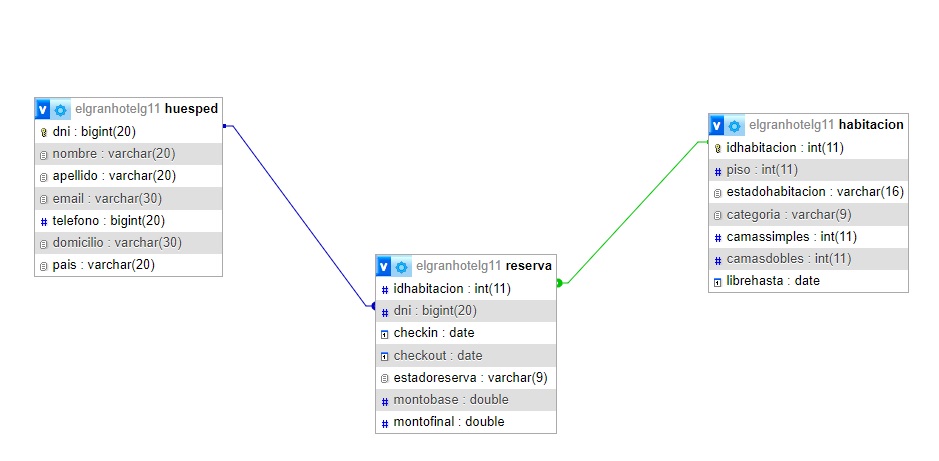 elgranhotelg11 huesped
dni : bigint(20)
nombre : varchar(20)
apellido : varchar(20)
email : varchar(30)
telefono : bigint(20)
domicilio : varchar(30)
pais : varchar(20)
elgranhotelg11 reserva
idhabitacion : int(11)
dni : bigint(20)
checkin : date
checkout : date
estadoreserva : varchar(9)
montobase : double
montofinal : double
elgranhotelg11 habitacion
idhabitacion : int(11)
piso : int(11)
estadohabitacion : varchar(16)
categoria : varchar(9)
camassimples : int(11)
camasdobles : int(11)
librehasta : date